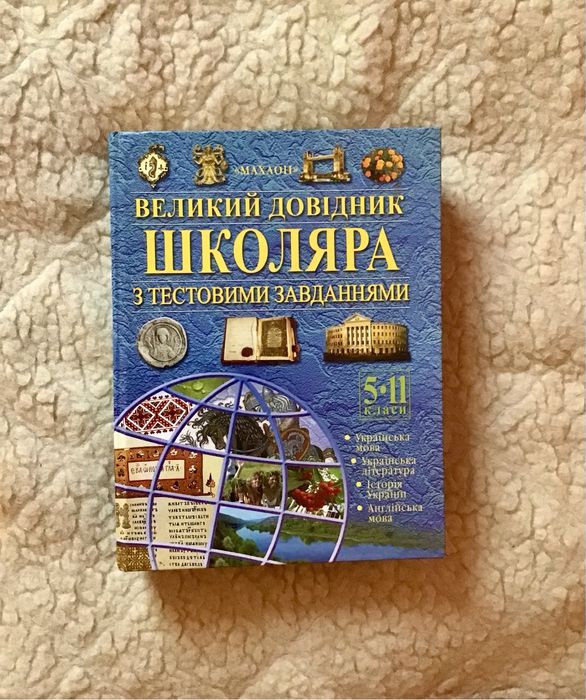 «МАХАОН»
ВЕЛИКИЙ ДОВІДНИК
ШКОЛЯРА
З ТЕСТОВИМИ ЗАВДАННЯМИ
5•11
класи
• Українська
мова
• Українська
література
• Історія
України
• Англійська
мова